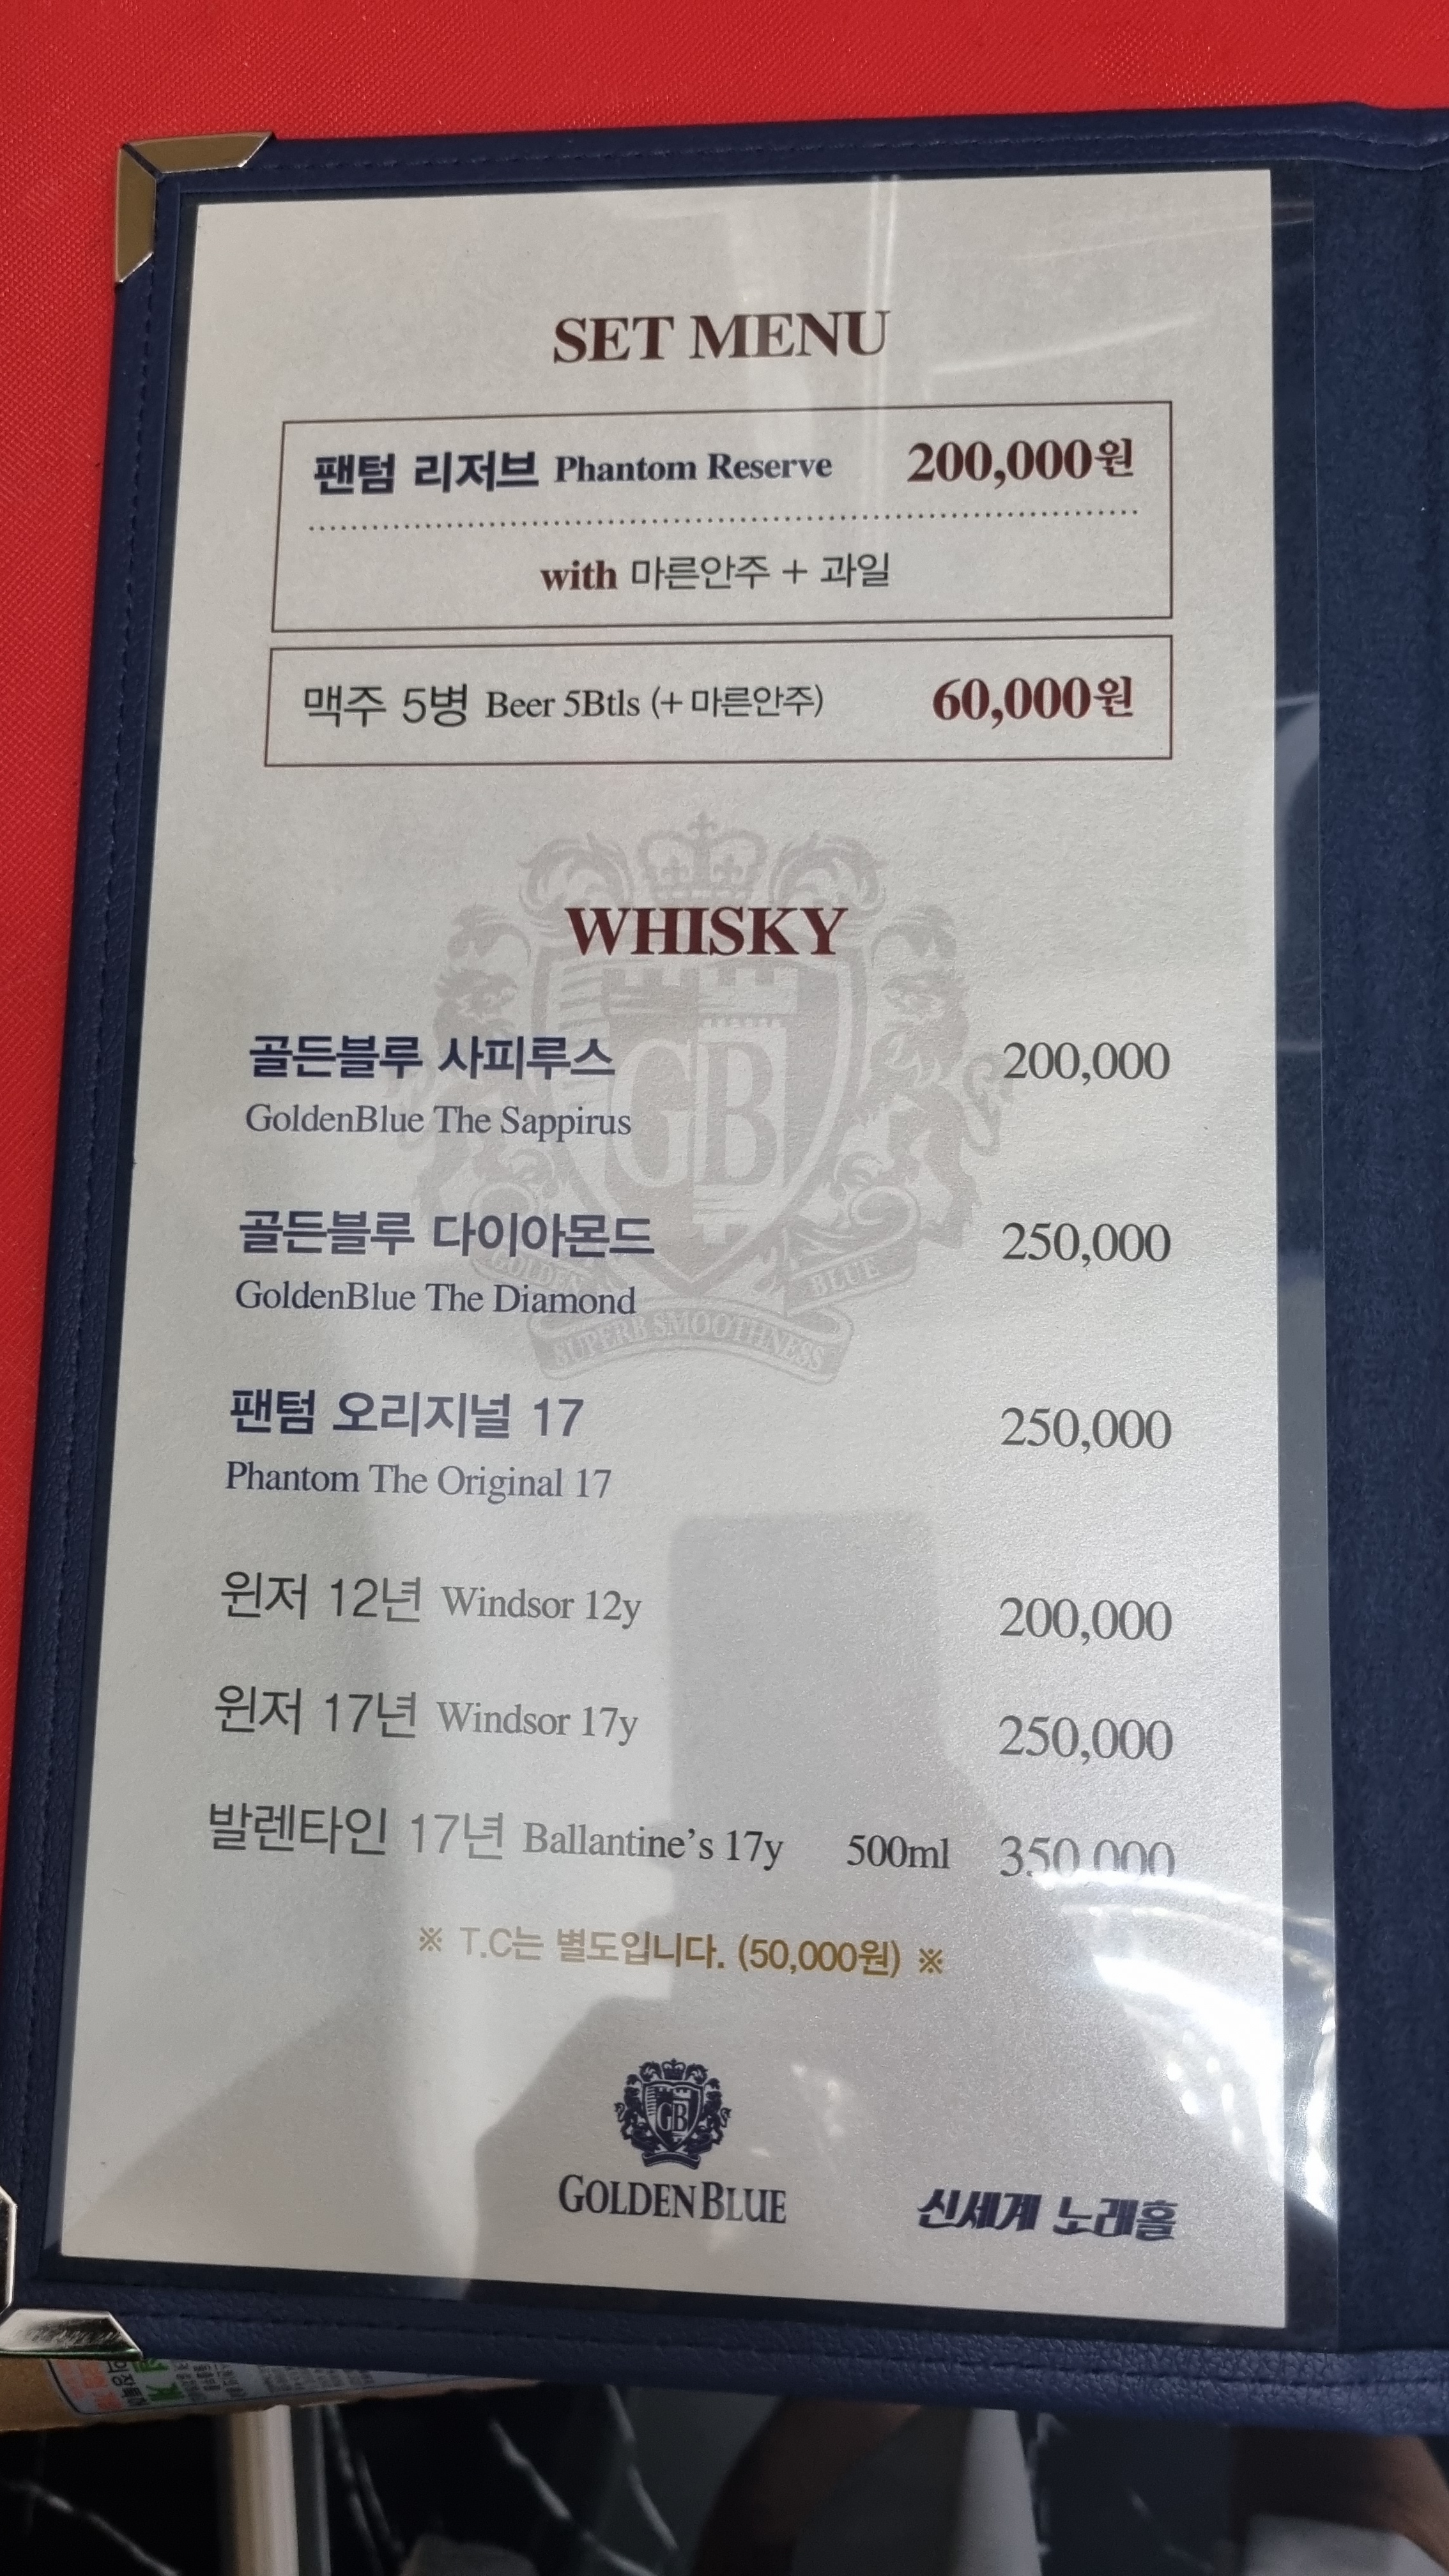 SET MENU
팬텀 리저브 Phantom Reserve 200,000원
with 마른안주 + 과일
맥주 5병 Beer 5Btls (+ 마른안주) 60,000원
WHISKY
골든블루 사피루스 200,000
GoldenBlue The Sappirus
GB
골든블루 다이아몬드 250,000
GoldenBlue The Diamond
GOLDEN BLUE
SUPERB SMOOTHNESS
팬텀 오리지널 17 250,000
Phantom The Original 17
윈저 12년 Windsor 12y 200,000
윈저 17년 Windsor 17y 250,000
발렌타인 17년 Ballantine's 17y 500ml 350,000
※ T.C는 별도입니다. (50,000원) ※
GB
GOLDEN BLUE
신세계 노래홀